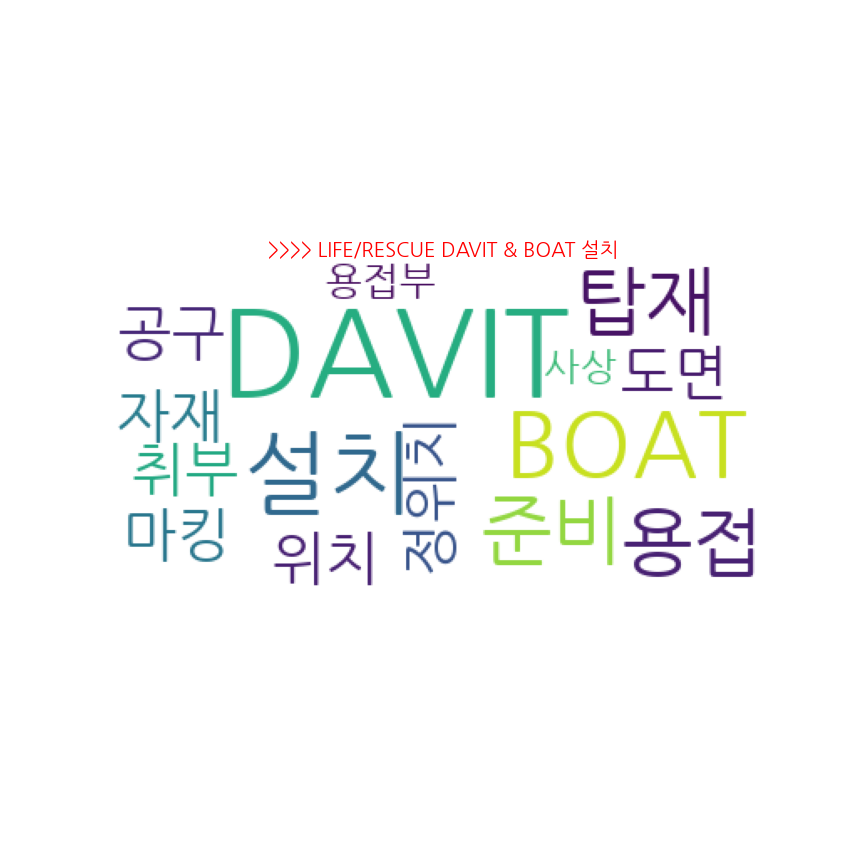 >>>> LIFE/RESCUE DAVIT & BOAT 설치
용접부
탑재
공구
DAVIT
사상
도면
자재
BOAT
취부
설치
정위치
준비
마킹
위치
용접